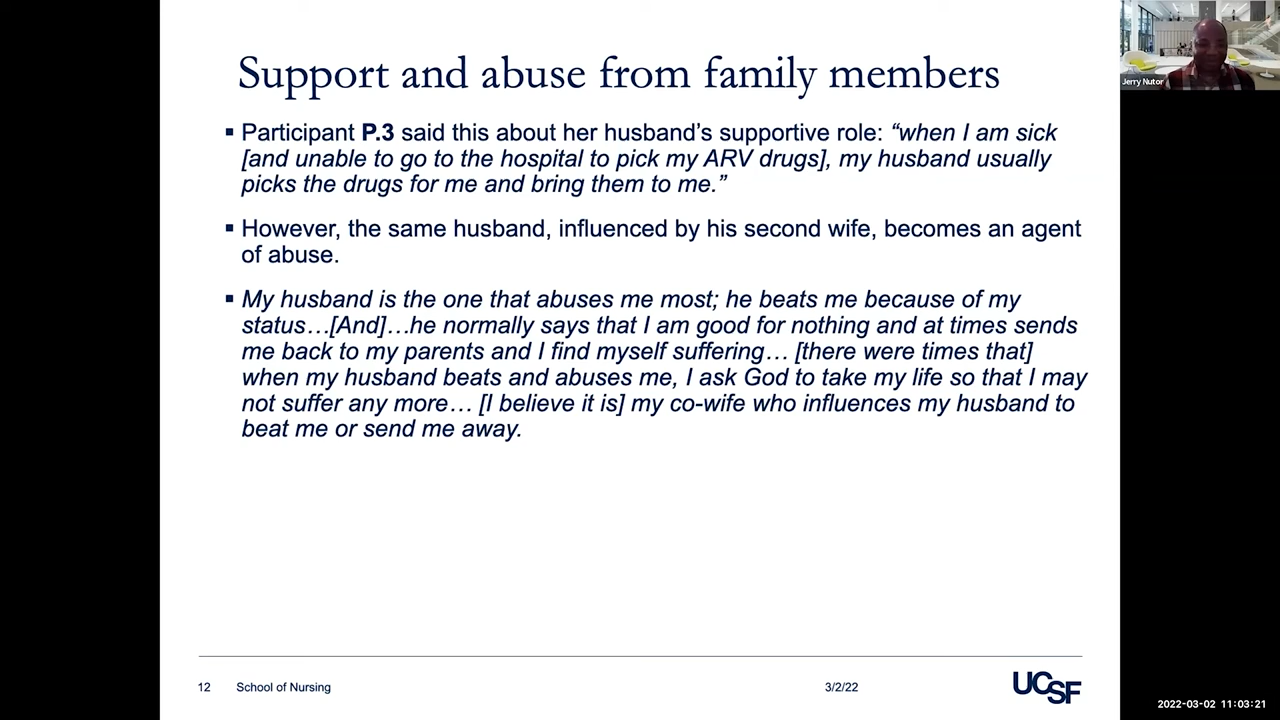 Support and abuse from family members
Jerry Nutor
▪ Participant P.3 said this about her husband’s supportive role: “when I am sick
[and unable to go to the hospital to pick my ARV drugs], my husband usually
picks the drugs for me and bring them to me.”
▪ However, the same husband, influenced by his second wife, becomes an agent
of abuse.
▪ My husband is the one that abuses me most; he beats me because of my
status…[And]…he normally says that I am good for nothing and at times sends
me back to my parents and I find myself suffering… [there were times that]
when my husband beats and abuses me, I ask God to take my life so that I may
not suffer any more… [I believe it is] my co-wife who influences my husband to
beat me or send me away.
12 School of Nursing 3/2/22 UCSF
2022-03-02 11:03:21